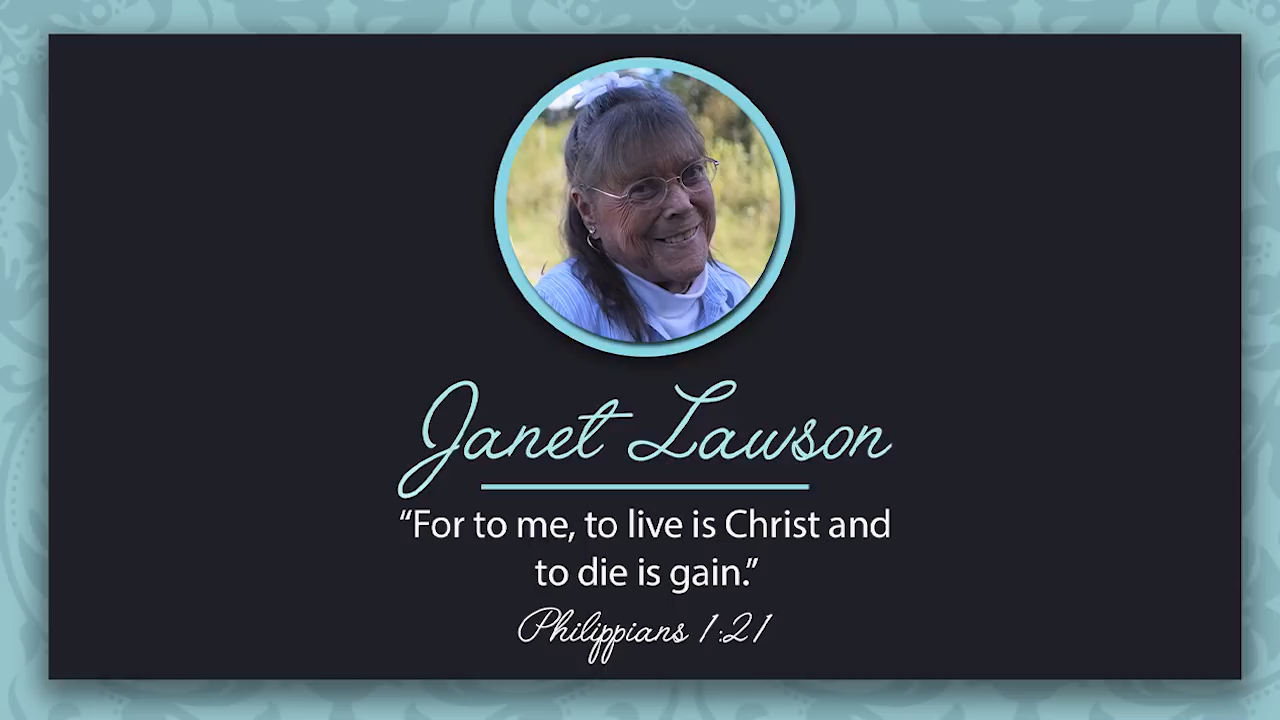 Janet Lawson
“For to me, to live is Christ and
to die is gain.”
Philippians 1:21